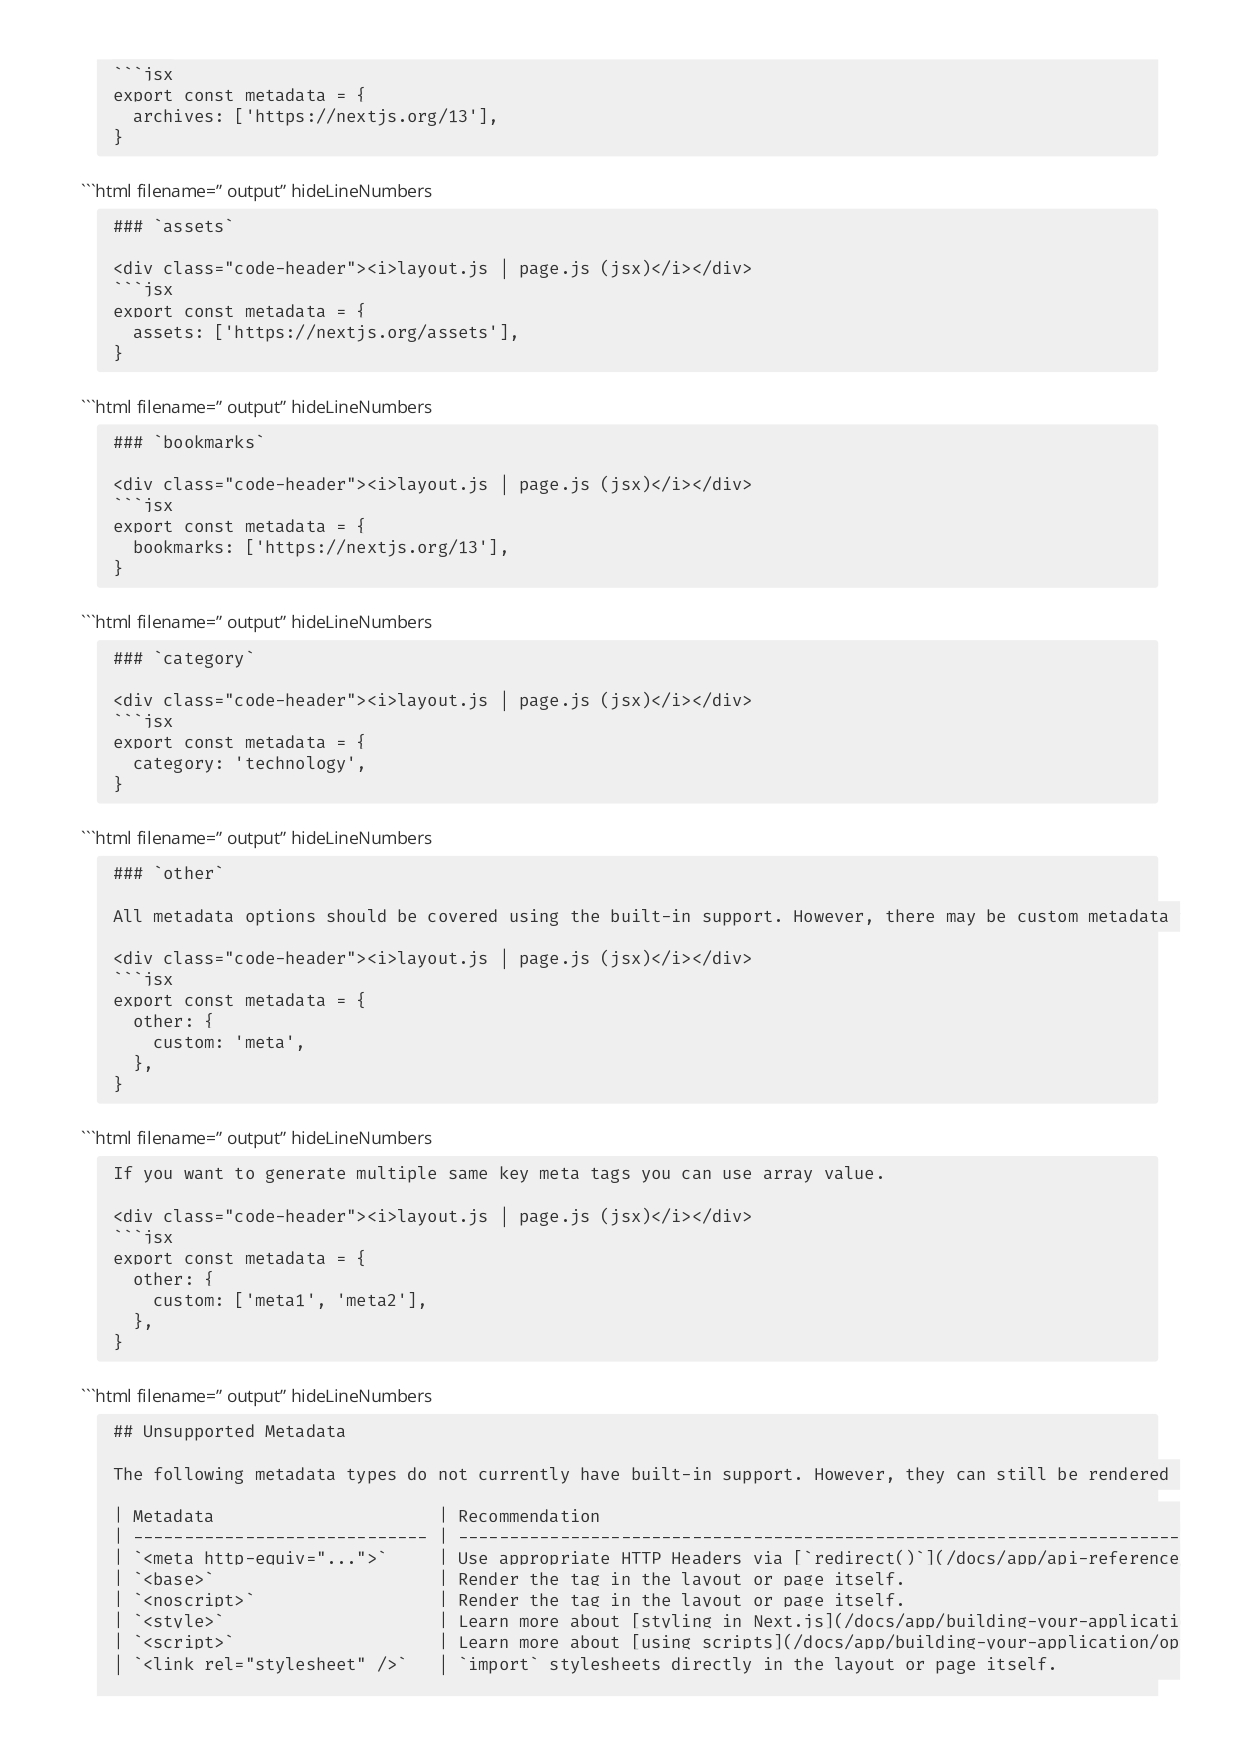 ```jsx
export const metadata = {
  archives: ['https://nextjs.org/13'],
}
```html filename=” output” hideLineNumbers
### `assets`
<div class="code-header"><i>layout.js | page.js (jsx)</i></div>
```jsx
export const metadata = {
  assets: ['https://nextjs.org/assets'],
}
```html filename=” output” hideLineNumbers
### `bookmarks`
<div class="code-header"><i>layout.js | page.js (jsx)</i></div>
```jsx
export const metadata = {
  bookmarks: ['https://nextjs.org/13'],
}
```html filename=” output” hideLineNumbers
### `category`
<div class="code-header"><i>layout.js | page.js (jsx)</i></div>
```jsx
export const metadata = {
  category: 'technology',
}
```html filename=” output” hideLineNumbers
### `other`
All metadata options should be covered using the built-in support. However, there may be custom metadata
<div class="code-header"><i>layout.js | page.js (jsx)</i></div>
```jsx
export const metadata = {
  other: {
    custom: 'meta',
  },
}
```html filename=” output” hideLineNumbers
If you want to generate multiple same key meta tags you can use array value.
<div class="code-header"><i>layout.js | page.js (jsx)</i></div>
```jsx
export const metadata = {
  other: {
    custom: ['meta1', 'meta2'],
  },
}
```html filename=” output” hideLineNumbers
## Unsupported Metadata
The following metadata types do not currently have built-in support. However, they can still be rendered
| Metadata                      | Recommendation
| ----------------------------- | -----------------------------------------------------------------------
| `<meta http-equiv="...">`     | Use appropriate HTTP Headers via [`redirect()`](/docs/app/api-reference
| `<base>`                      | Render the tag in the layout or page itself.
| `<noscript>`                  | Render the tag in the layout or page itself.
| `<style>`                     | Learn more about [styling in Next.js](/docs/app/building-your-applicati
| `<script>`                    | Learn more about [using scripts](/docs/app/building-your-application/op
| `<link rel="stylesheet" />`   | `import` stylesheets directly in the layout or page itself.